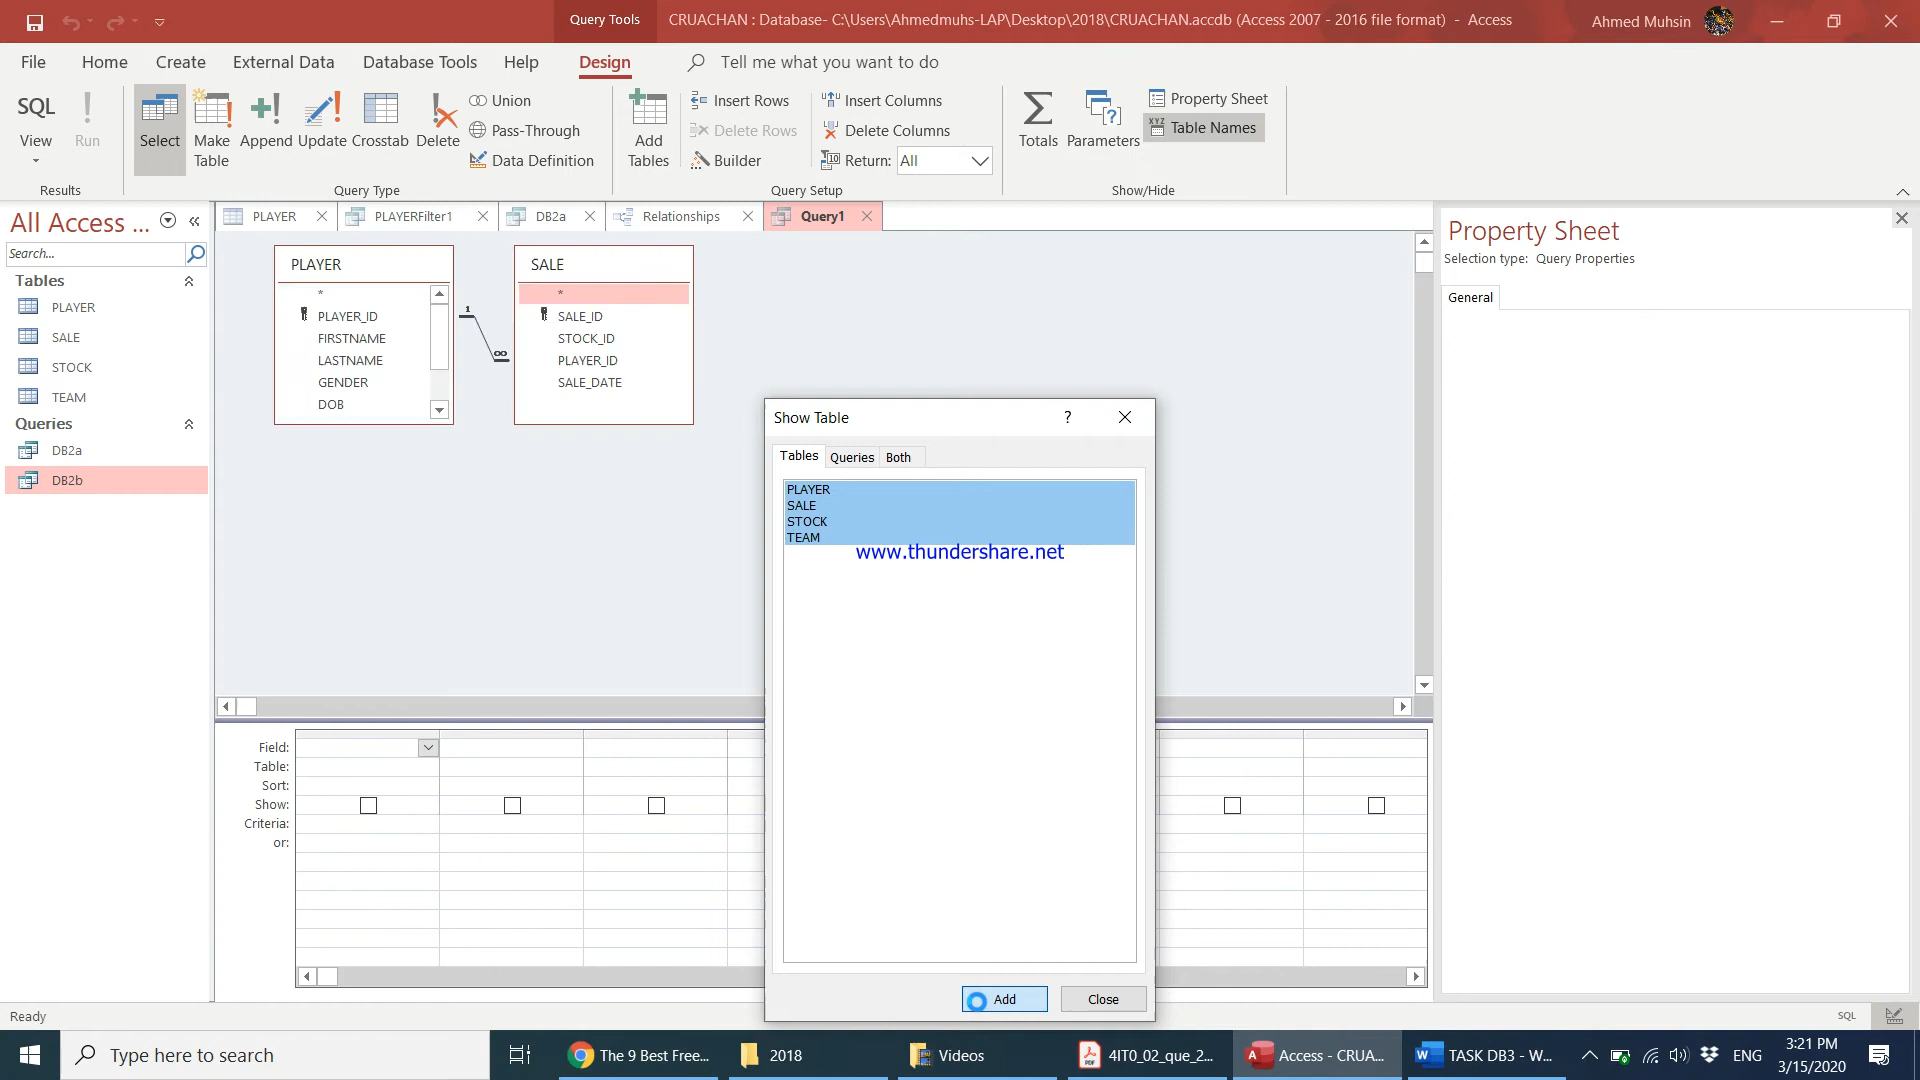 Query Tools
CRUACHAN : Database- C:\Users\Ahmedmuhs-LAP\Desktop\2018\CRUACHAN.accdb (Access 2007 - 2016 file format) - Access
Ahmed Muhsin
File Home Create External Data Database Tools Help Design Tell me what you want to do
SQL View
Run
Select
Make Table
Append
Update
Crosstab
Delete
Union
Pass-Through
Data Definition
Add Tables
Insert Rows
Delete Rows
Builder
Insert Columns
Delete Columns
Return: All
Totals
Parameters
Property Sheet
XYZ Table Names
Results
Query Type
Query Setup
Show/Hide
All Access ...
Search...
Tables
PLAYER
SALE
STOCK
TEAM
Queries
DB2a
DB2b
PLAYER PLAYERFilter1 DB2a Relationships Query1
PLAYER
*
PLAYER_ID
FIRSTNAME
LASTNAME
GENDER
DOB
1
∞
SALE
*
SALE_ID
STOCK_ID
PLAYER_ID
SALE_DATE
Show Table ?
Tables Queries Both
PLAYER
SALE
STOCK
TEAM
www.thundershare.net
Add Close
Field:
Table:
Sort:
Show:
Criteria:
or:
Property Sheet
Selection type: Query Properties
General
Ready
SQL
Type here to search
The 9 Best Free...
2018
Videos
4IT0_02_que_2...
Access - CRUA...
TASK DB3 - W...
ENG
3:21 PM
3/15/2020